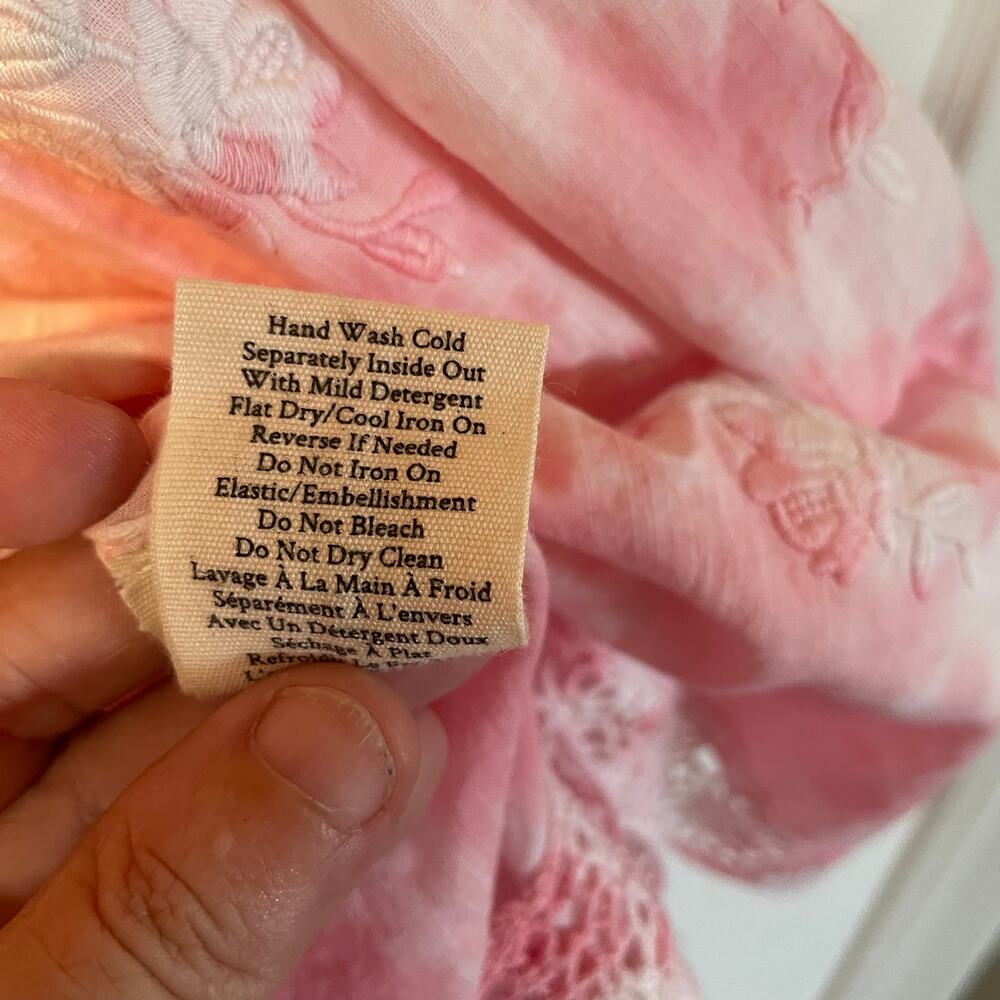 Hand Wash Cold
Separately Inside Out
With Mild Detergent
Flat Dry/Cool Iron On
Reverse If Needed
Do Not Iron On
Elastic/Embellishment
Do Not Bleach
Do Not Dry Clean
Lavage À La Main À Froid
Séparément À L'envers
Avec Un Détergent Doux
Séchage À Plat